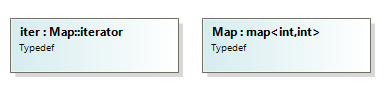 iter : Map::iterator
Typedef
Map : map<int,int>
Typedef